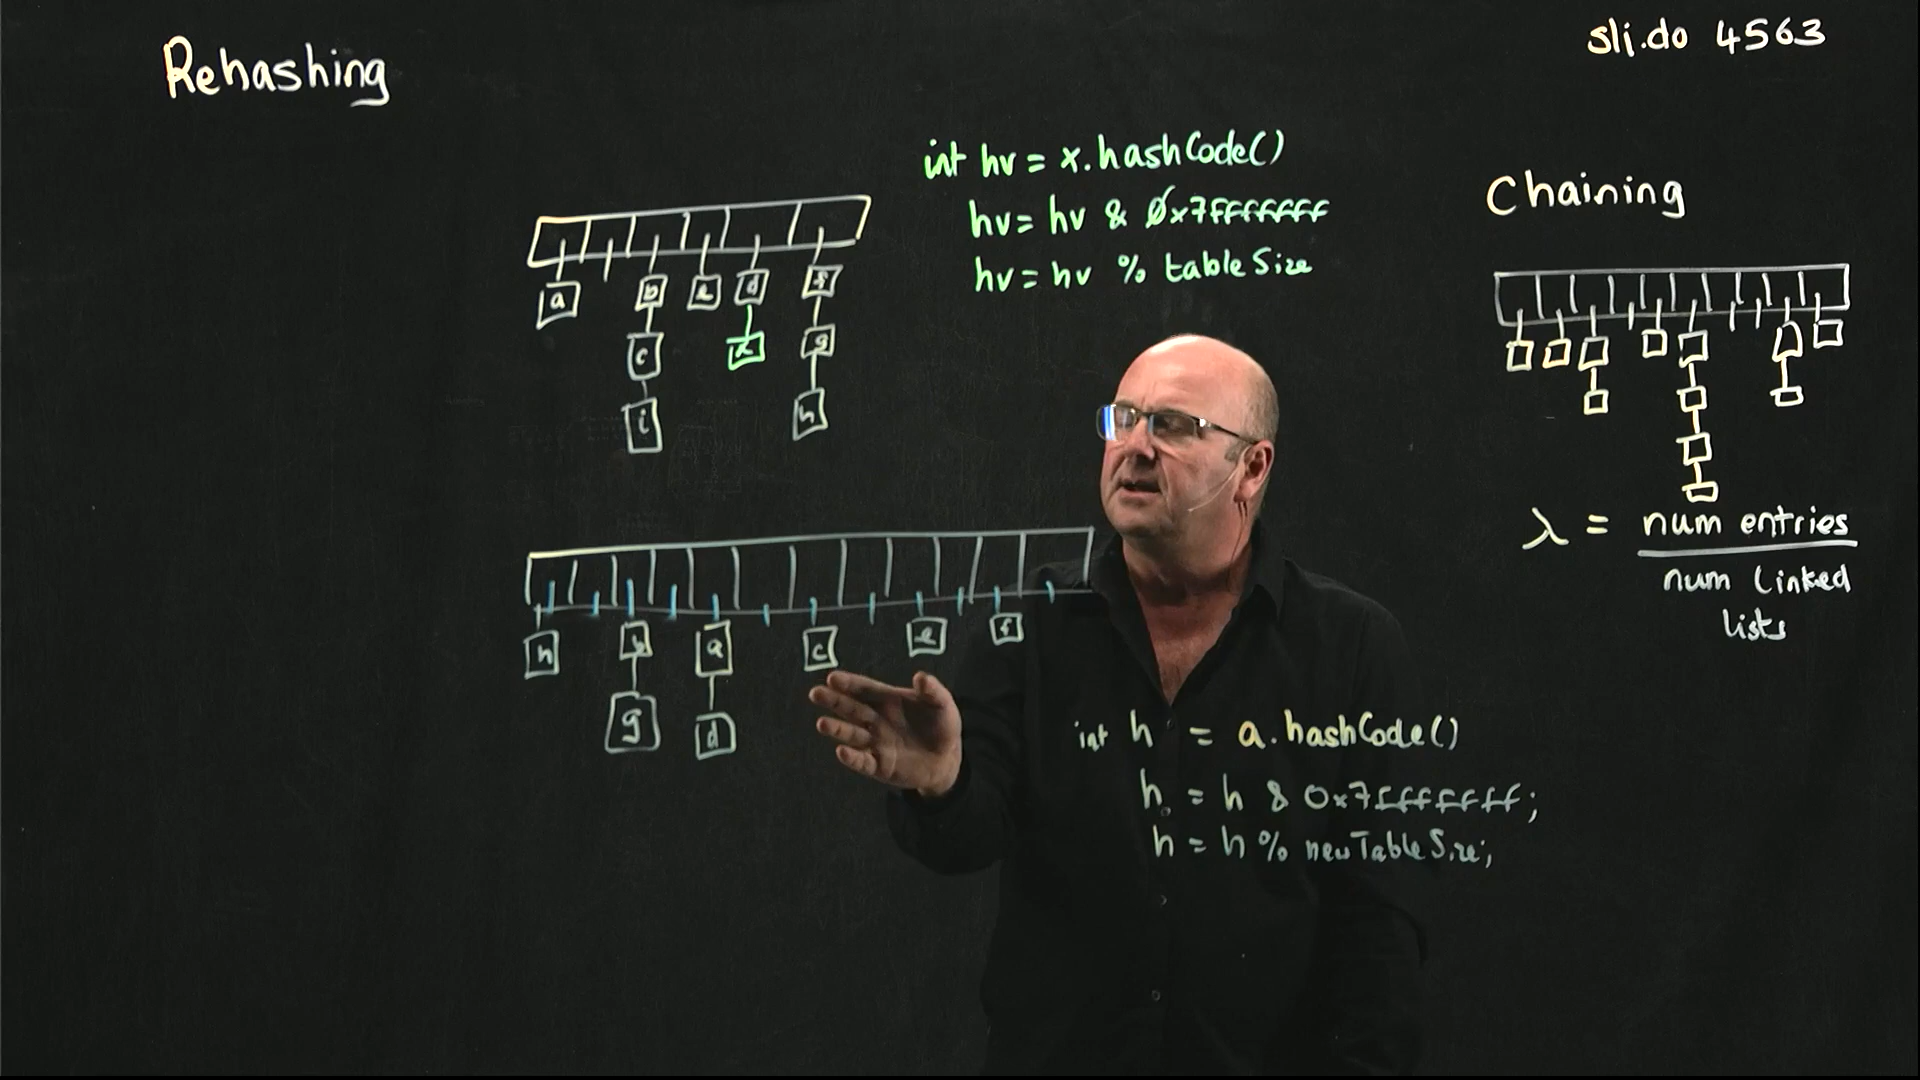 Rehashing
sli.do 4563
int hv = x.hashCode()
hv = hv & 0x7fffffff
hv = hv % tableSize
a
b
e
d
f
c
x
g
i
h
Chaining
λ = num entries
num linked
lists
h
b
a
c
e
f
g
d
int h = a.hashCode()
h = h & 0x7fffffff;
h = h % newTableSize;